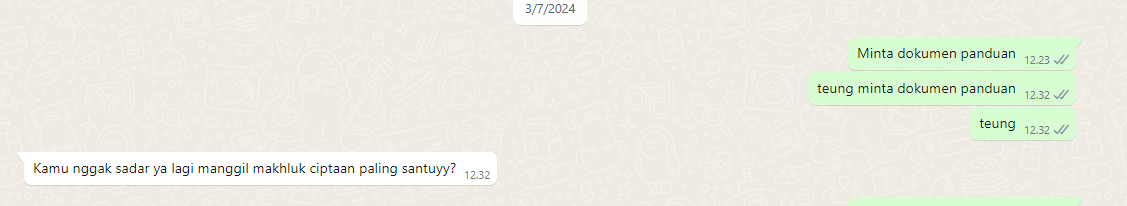 3/7/2024
Minta dokumen panduan 12.23
teung minta dokumen panduan 12.32
teung 12.32
Kamu nggak sadar ya lagi manggil makhluk ciptaan paling santuyy? 12.32